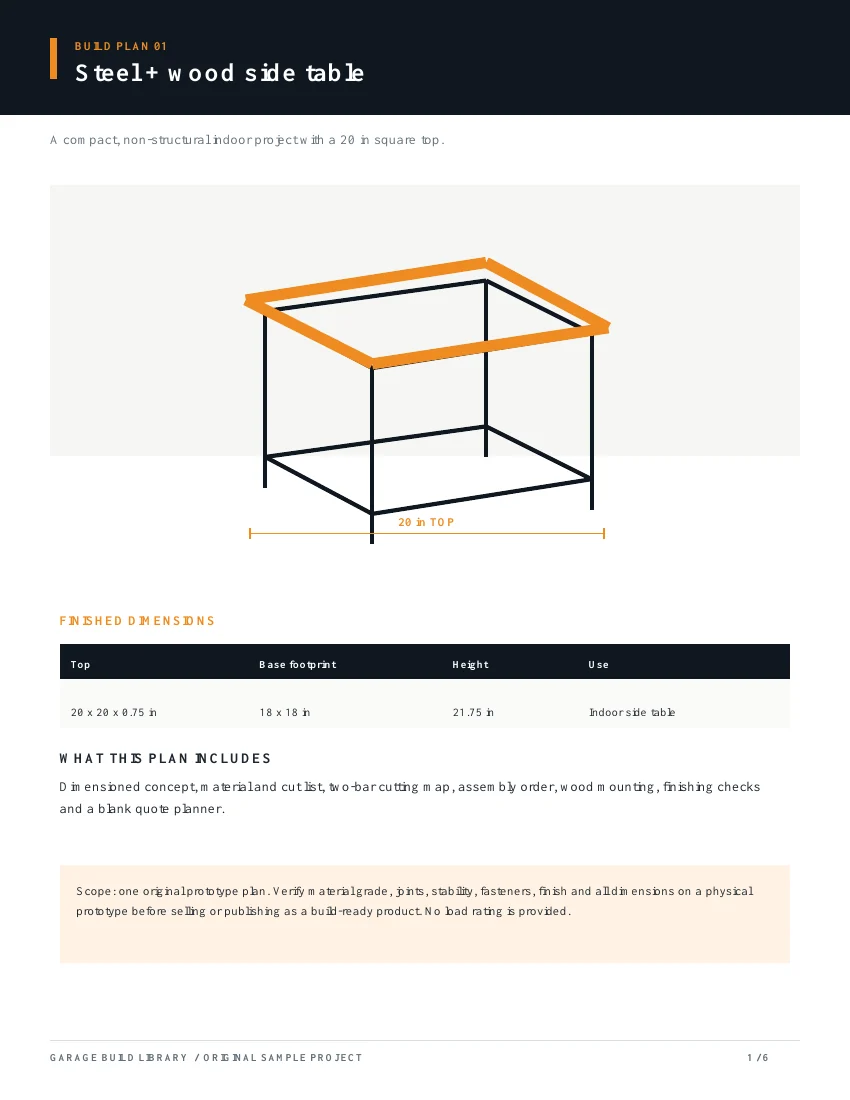 BUILD PLAN 01
Steel + wood side table
A compact, non-structural indoor project with a 20 in square top.
20 in TOP
FINISHED DIMENSIONS
Top Base footprint Height Use
20 x 20 x 0.75 in 18 x 18 in 21.75 in Indoor side table
WHAT THIS PLAN INCLUDES
Dimensioned concept, material and cut list, two-bar cutting map, assembly order, wood mounting, finishing checks
and a blank quote planner.
Scope: one original prototype plan. Verify material grade, joints, stability, fasteners, finish and all dimensions on a physical
prototype before selling or publishing as a build-ready product. No load rating is provided.
GARAGE BUILD LIBRARY / ORIGINAL SAMPLE PROJECT 1 / 6